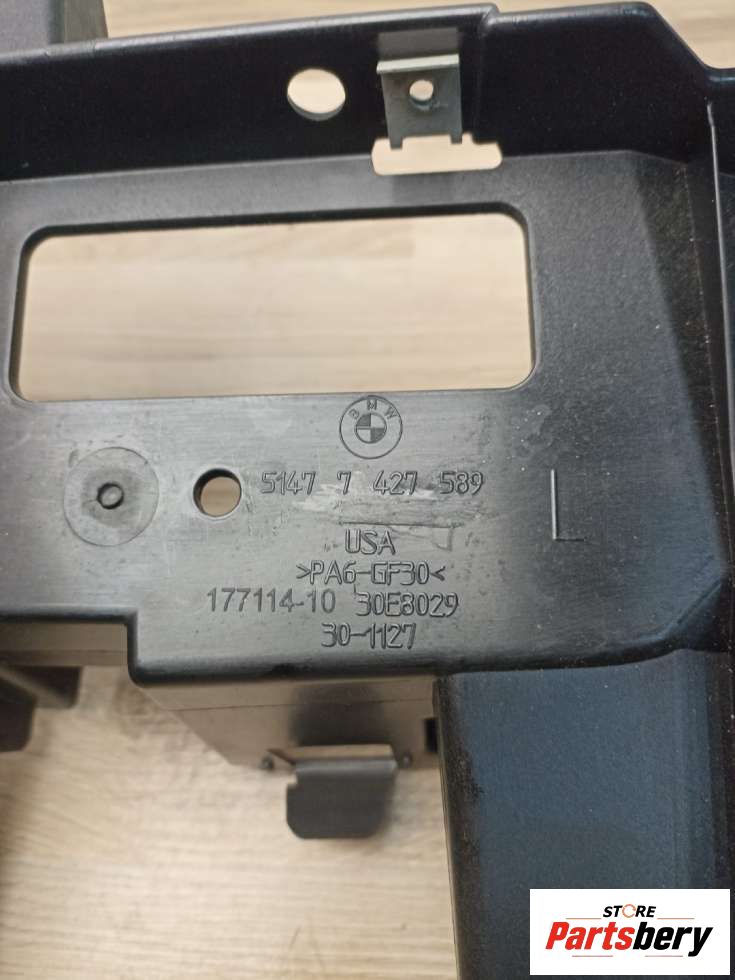 BMW
5147 7 427 589
L
USA
>PA6-GF30<
177114-10 30E8029
30-1127
STORE
Partsbery